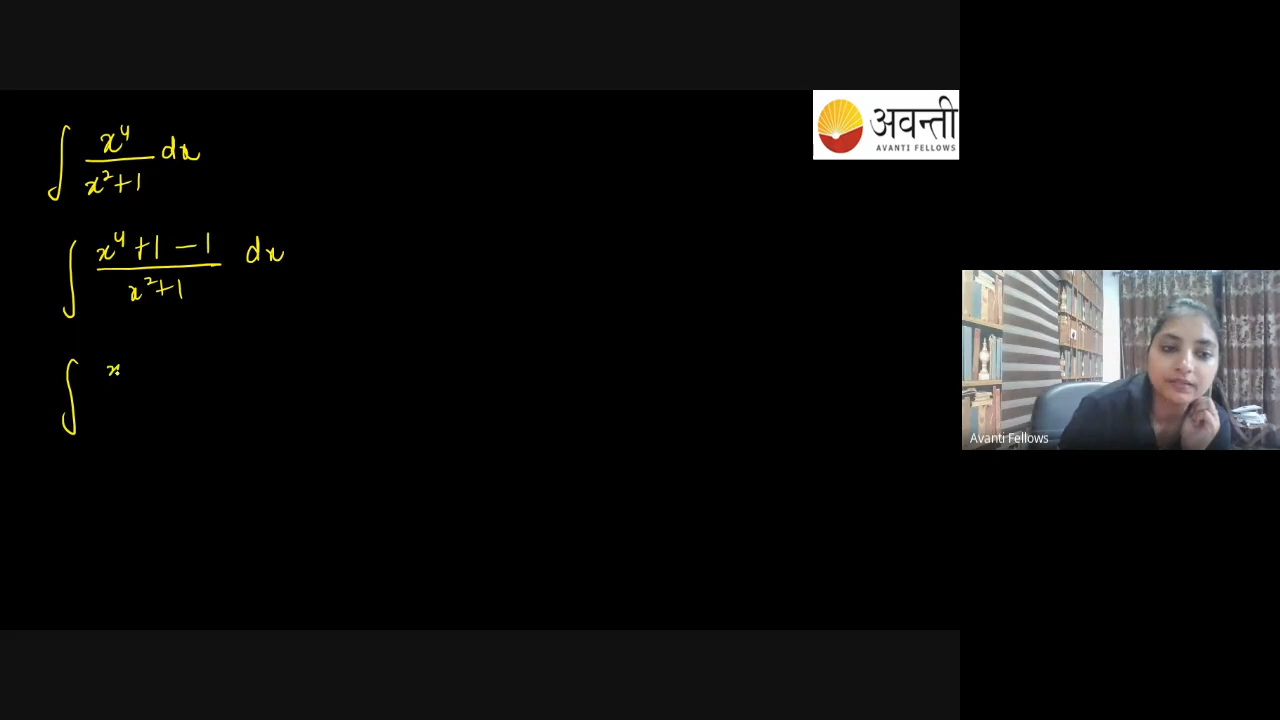 ∫ x⁴/(x²+1) dx
∫ (x⁴+1−1)/(x²+1) dx
∫ x
अवन्ती
AVANTI FELLOWS
Avanti Fellows